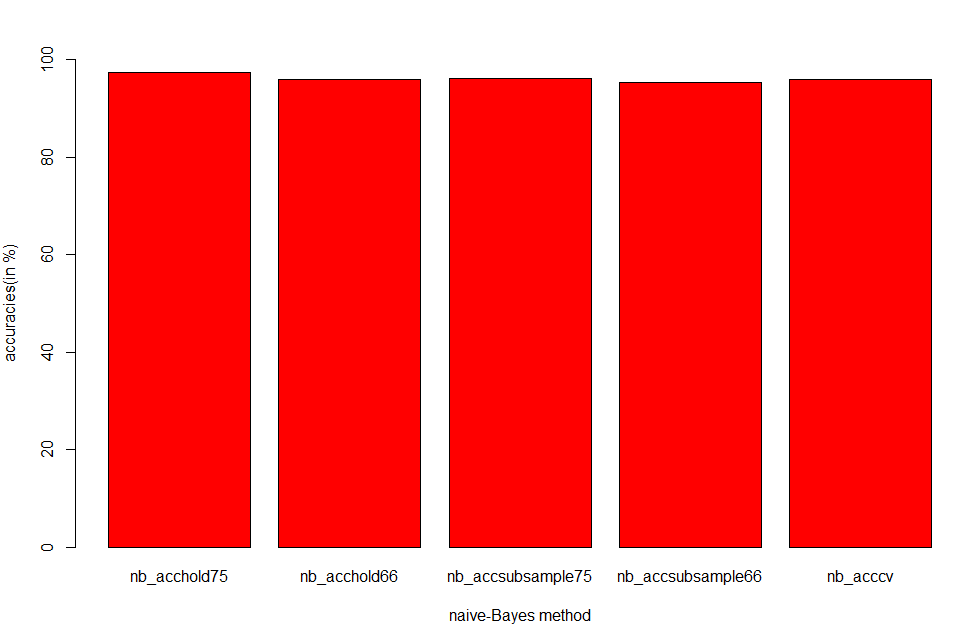 accuracies(in %)
100
80
60
40
20
0
nb_acchold75 nb_acchold66 nb_accsubsample75 nb_accsubsample66 nb_acccv
naive-Bayes method